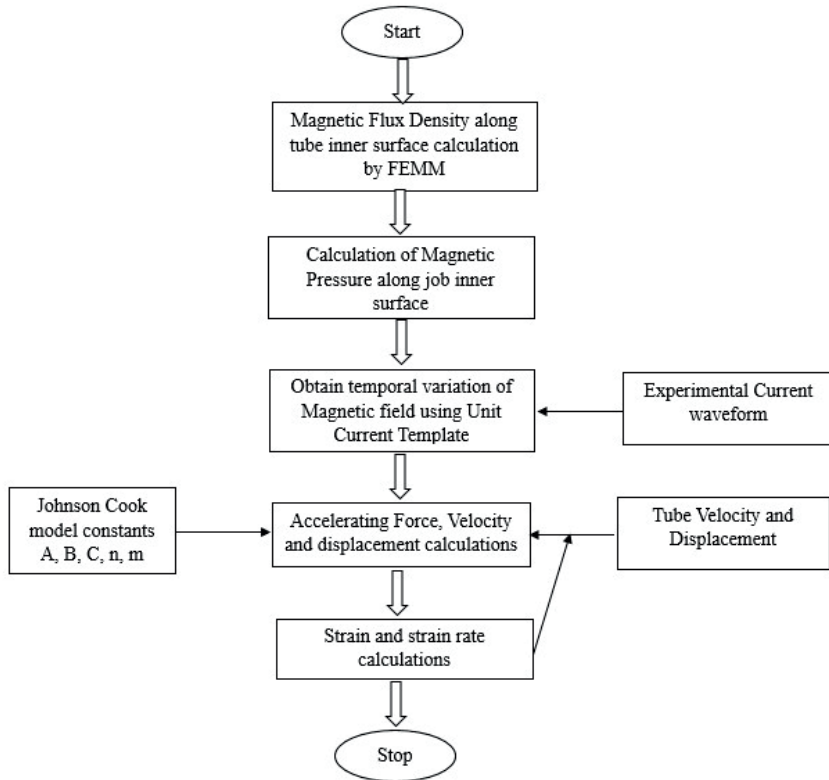 Start
Magnetic Flux Density along
tube inner surface calculation
by FEMM
Calculation of Magnetic
Pressure along job inner
surface
Obtain temporal variation of
Magnetic field using Unit
Current Template
Experimental Current
waveform
Johnson Cook
model constants
A, B, C, n, m
Accelerating Force, Velocity
and displacement calculations
Tube Velocity and
Displacement
Strain and strain rate
calculations
Stop